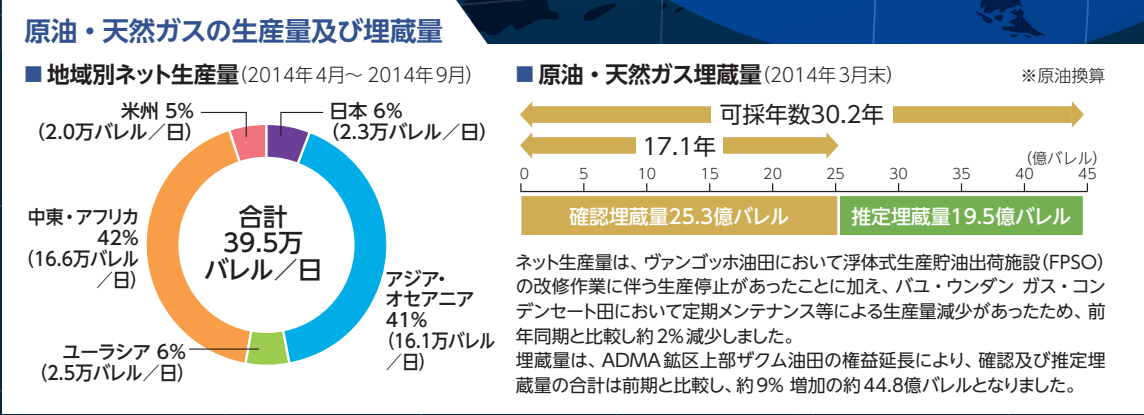 原油・天然ガスの生産量及び埋蔵量
■ 地域別ネット生産量(2014年4月～2014年9月)
米州 5%
(2.0万バレル／日)
日本 6%
(2.3万バレル／日)
中東・アフリカ
42%
(16.6万バレル
／日)
合計
39.5万
バレル／日
アジア・
オセアニア
41%
(16.1万バレル
／日)
ユーラシア 6%
(2.5万バレル／日)
■ 原油・天然ガス埋蔵量(2014年3月末)
※原油換算
可採年数30.2年
17.1年
(億バレル)
0 5 10 15 20 25 30 35 40 45
確認埋蔵量25.3億バレル
推定埋蔵量19.5億バレル
ネット生産量は、ヴァンゴッホ油田において浮体式生産貯油出荷施設(FPSO)
の改修作業に伴う生産停止があったことに加え、バユ・ウンダン ガス・コン
デンセート田において定期メンテナンス等による生産量減少があったため、前
年同期と比較し約2%減少しました。
埋蔵量は、ADMA鉱区上部ザクム油田の権益延長により、確認及び推定埋
蔵量の合計は前期と比較し、約9% 増加の約44.8億バレルとなりました。